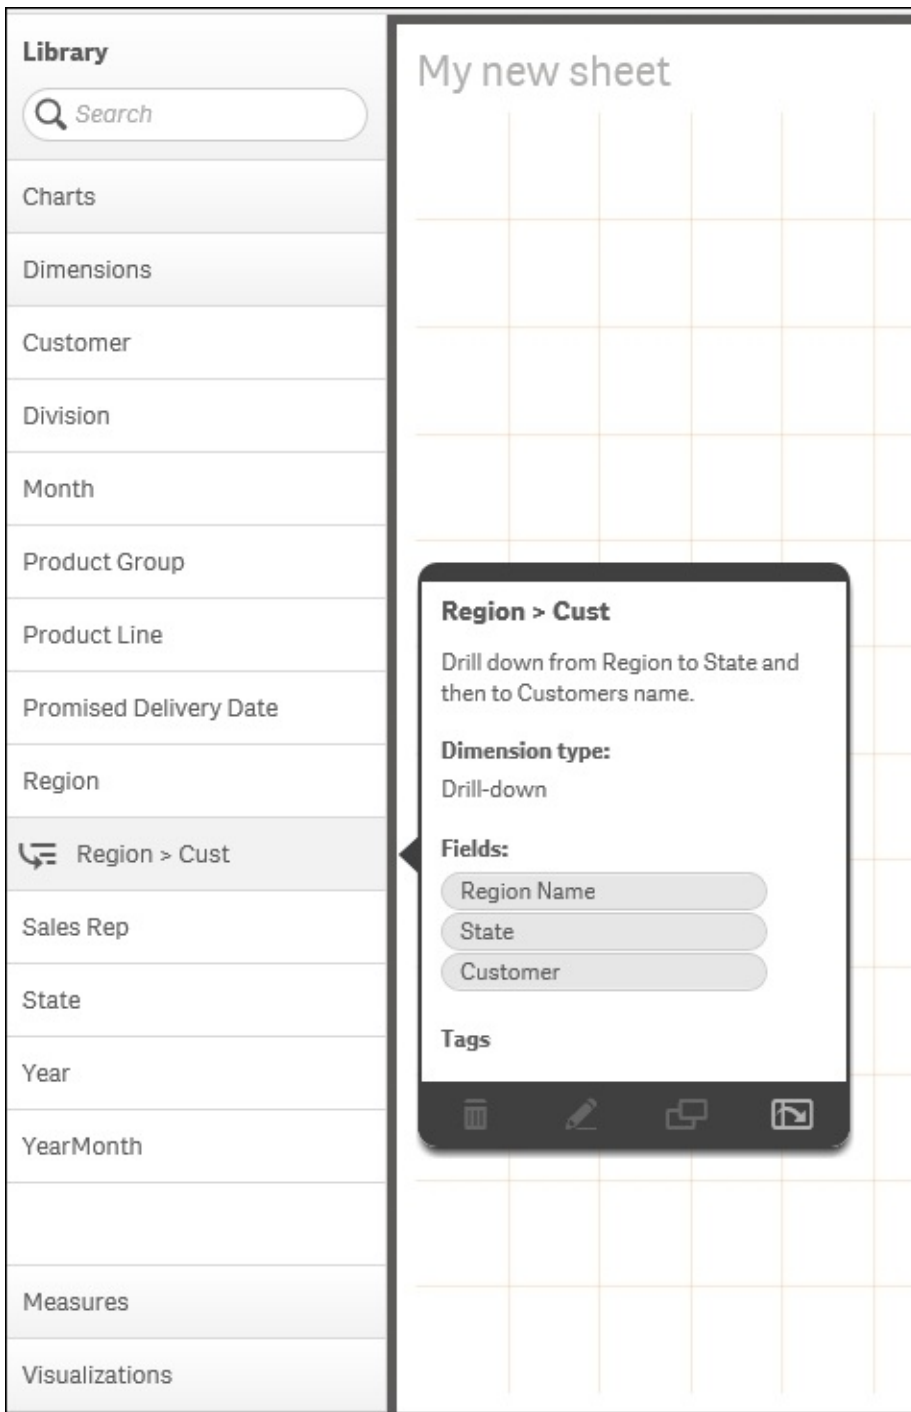 Library
Search
Charts
Dimensions
Customer
Division
Month
Product Group
Product Line
Promised Delivery Date
Region
Region > Cust
Sales Rep
State
Year
YearMonth
Measures
Visualizations
My new sheet
Region > Cust
Drill down from Region to State and
then to Customers name.
Dimension type:
Drill-down
Fields:
Region Name
State
Customer
Tags